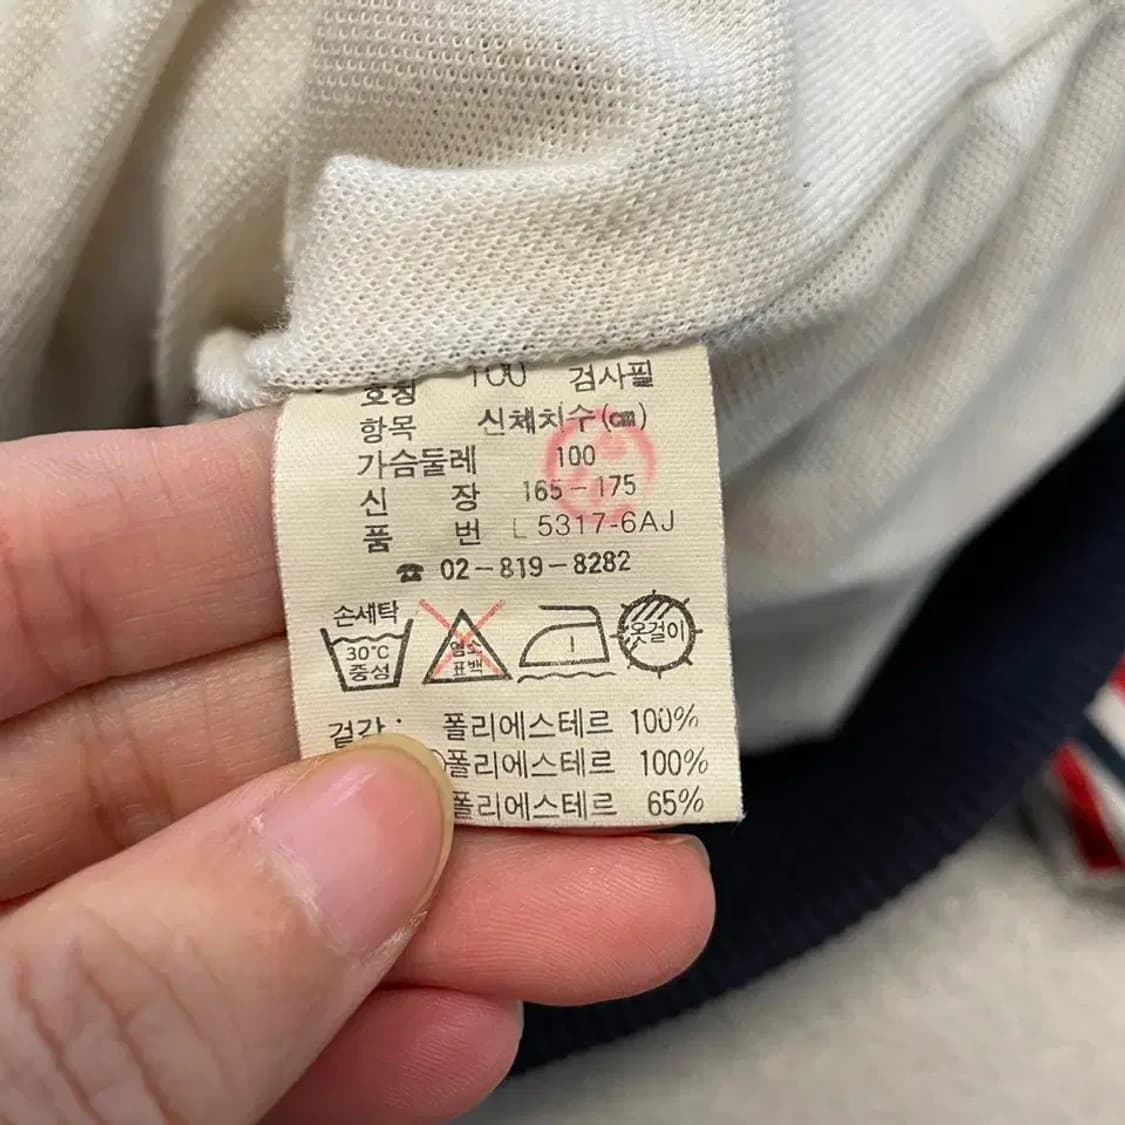 호칭 100 검사필
항목 신체치수(㎝)
가슴둘레 100
신장 165-175
품번 L5317-6AJ
☎ 02-819-8282
손세탁
30℃
중성
염소
표백
옷걸이
겉감: 폴리에스테르 100%
폴리에스테르 100%
폴리에스테르 65%